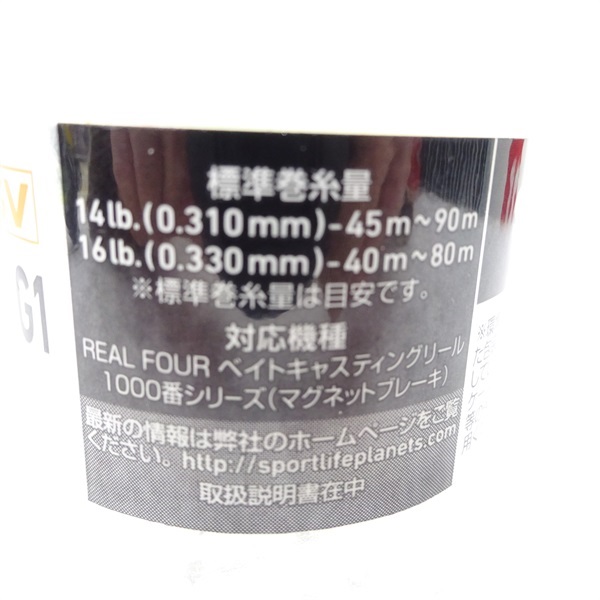 標準巻糸量
14lb.(0.310mm)-45m~90m
16lb.(0.330mm)-40m~80m
※標準巻糸量は目安です。
対応機種
REAL FOUR ベイトキャスティングリール
1000番シリーズ(マグネットブレーキ)
最新の情報は弊社のホームページをご覧
ください。http://sportlifeplanets.com
取扱説明書在中
V
G1